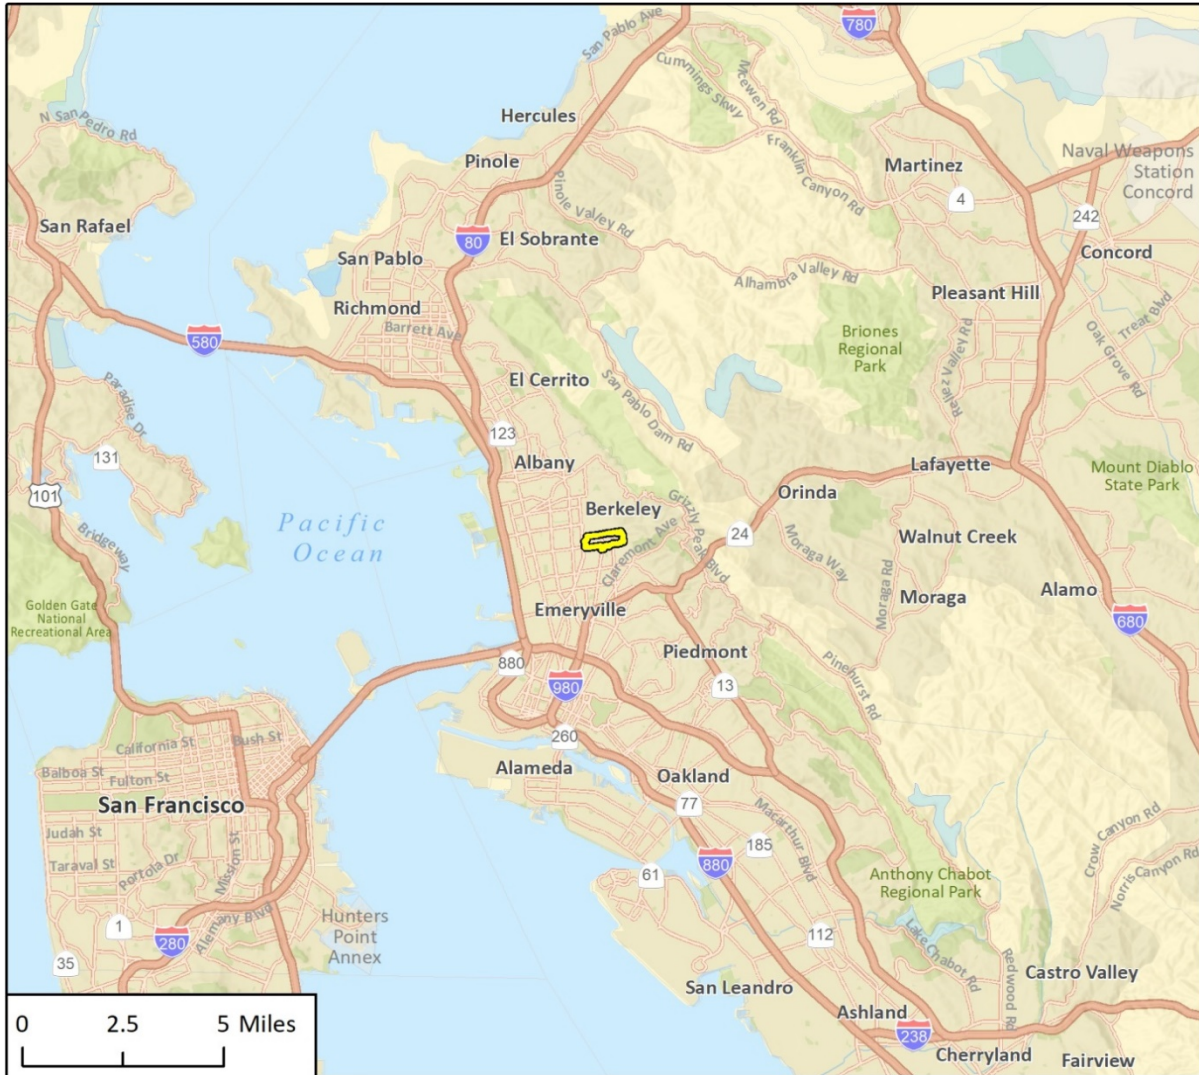 San Pablo Ave
780
Cummings Skwy
Mcewen Rd
Hercules
N San Pedro Rd
Pinole
Franklin Canyon Rd
Martinez
Naval Weapons
Station
Concord
4
Pinole Valley Rd
242
San Rafael
80
El Sobrante
San Pablo
Concord
Alhambra Valley Rd
Pleasant Hill
Richmond
Barrett Ave
580
Briones
Regional
Park
Reliez Valley Rd
Oak Grove Rd
Treat Blvd
El Cerrito
San Pablo Dam Rd
Paradise Dr
123
131
Albany
Lafayette
Mount Diablo
State Park
101
Orinda
Berkeley
Grizzly Peak Blvd
Pacific
Ocean
Bridgeway
24
Claremont Ave
Moraga Way
Walnut Creek
Moraga Rd
Golden Gate
National
Recreational Area
Emeryville
Moraga
Alamo
680
Piedmont
880
980
13
Pinehurst Rd
260
California St
Bush St
Balboa St
Fulton St
Alameda
Oakland
San Francisco
77
Macarthur Blvd
Judah St
Mission St
185
Crow Canyon Rd
Taraval St
Portola Dr
880
61
Anthony Chabot
Regional Park
Norris Canyon Rd
Alemany Blvd
Hunters
Point
Annex
1
280
112
35
Lake Chabot Rd
Redwood Rd
Castro Valley
San Leandro
Ashland
238
Cherryland
Fairview
0 2.5 5 Miles